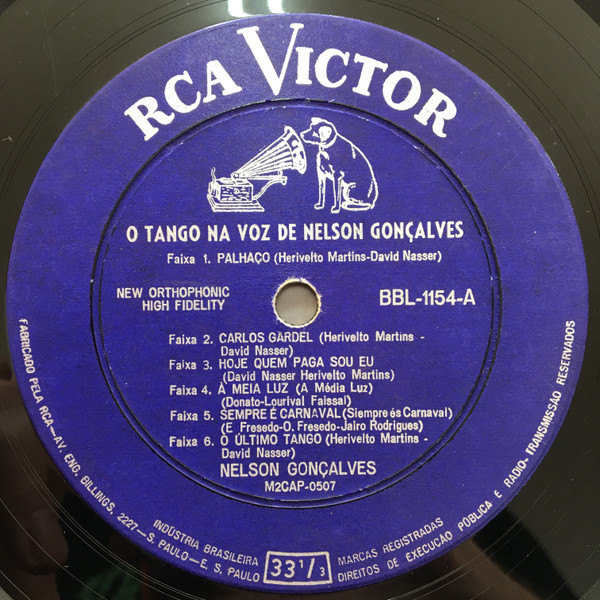 RCA VICTOR
O TANGO NA VOZ DE NELSON GONÇALVES
Faixa 1. PALHAÇO (Herivelto Martins-David Nasser)
NEW ORTHOPHONIC
HIGH FIDELITY
BBL-1154-A
Faixa 2. CARLOS GARDEL (Herivelto Martins -
David Nasser)
Faixa 3. HOJE QUEM PAGA SOU EU
(David Nasser Herivelto Martins)
Faixa 4. À MEIA LUZ (A Média Luz)
(Donato-Lourival Faissal)
Faixa 5. SEMPRE É CARNAVAL (Siempre és Carnaval)
(E. Fresedo-O. Fresedo-Jairo Rodrigues)
Faixa 6. O ÚLTIMO TANGO (Herivelto Martins -
David Nasser)
NELSON GONÇALVES
M2CAP-0507
FABRICADO PELA RCA-AV. ENG. BILLINGS, 2227-S. PAULO-E. S. PAULO
INDÚSTRIA BRASILEIRA
33 1/3
MARCAS REGISTRADAS
DIREITOS DE EXECUÇÃO PÚBLICA E RADIO-TRANSMISSÃO RESERVADOS